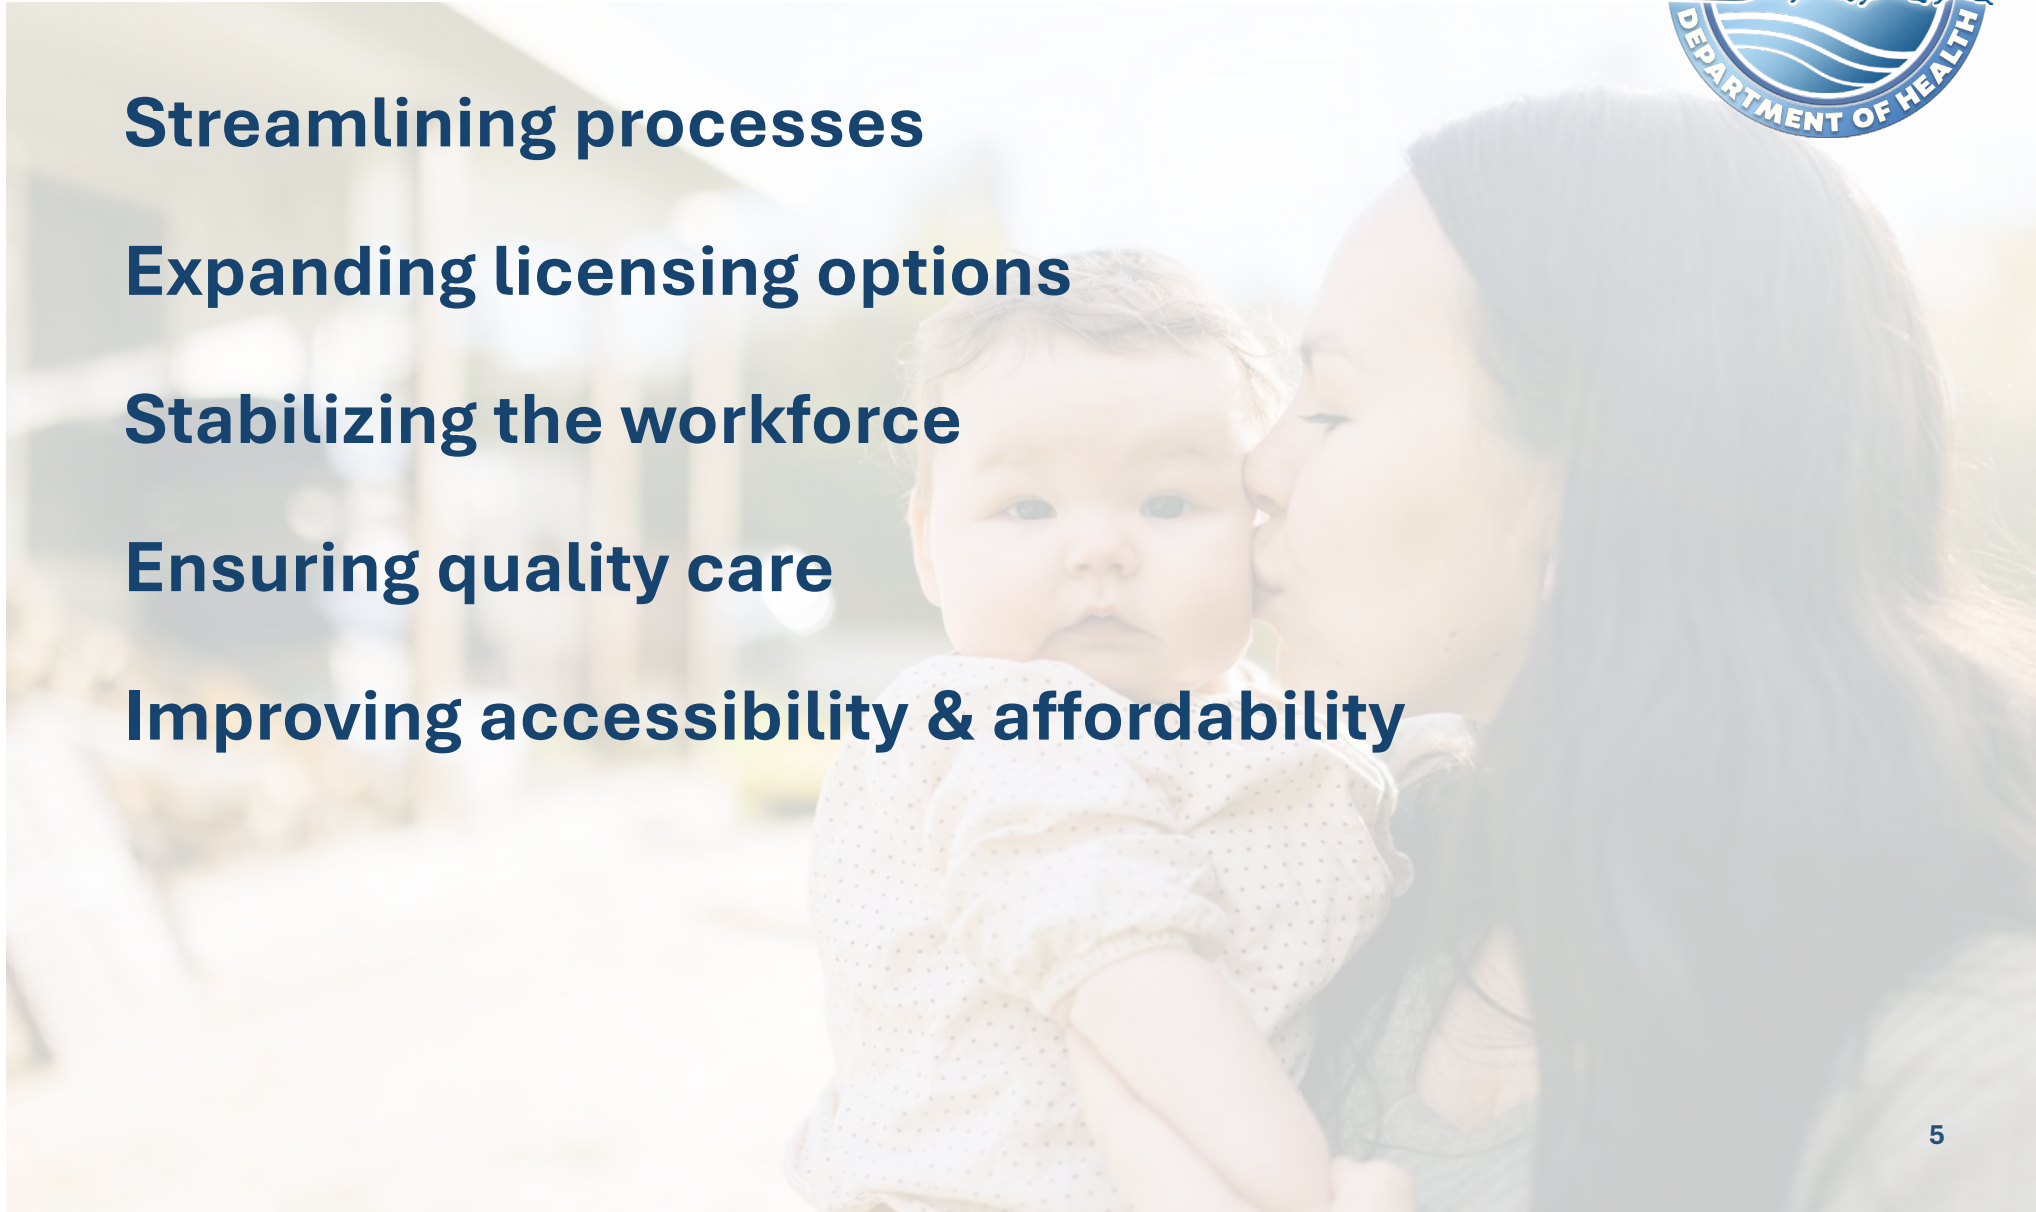 DEPARTMENT OF HEALTH
Streamlining processes
Expanding licensing options
Stabilizing the workforce
Ensuring quality care
Improving accessibility & affordability
5